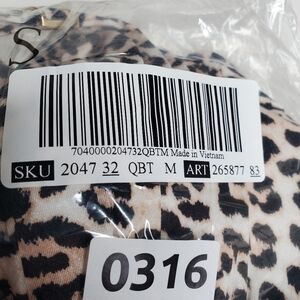 S
7040000204732QBTM Made in Vietnam
SKU 2047 32 QBT M ART 265877 83
0316